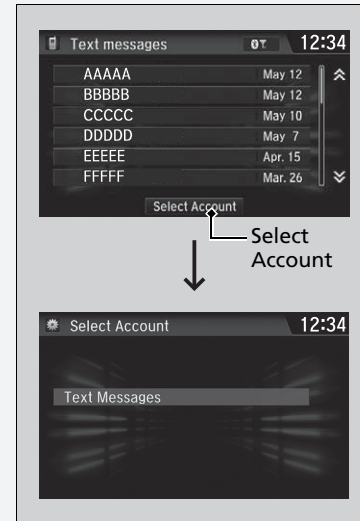 Text messages 12:34
AAAAA May 12
BBBBB May 12
CCCCC May 10
DDDDD May 7
EEEEE Apr. 15
FFFFF Mar. 26
Select Account
Select
Account
Select Account 12:34
Text Messages